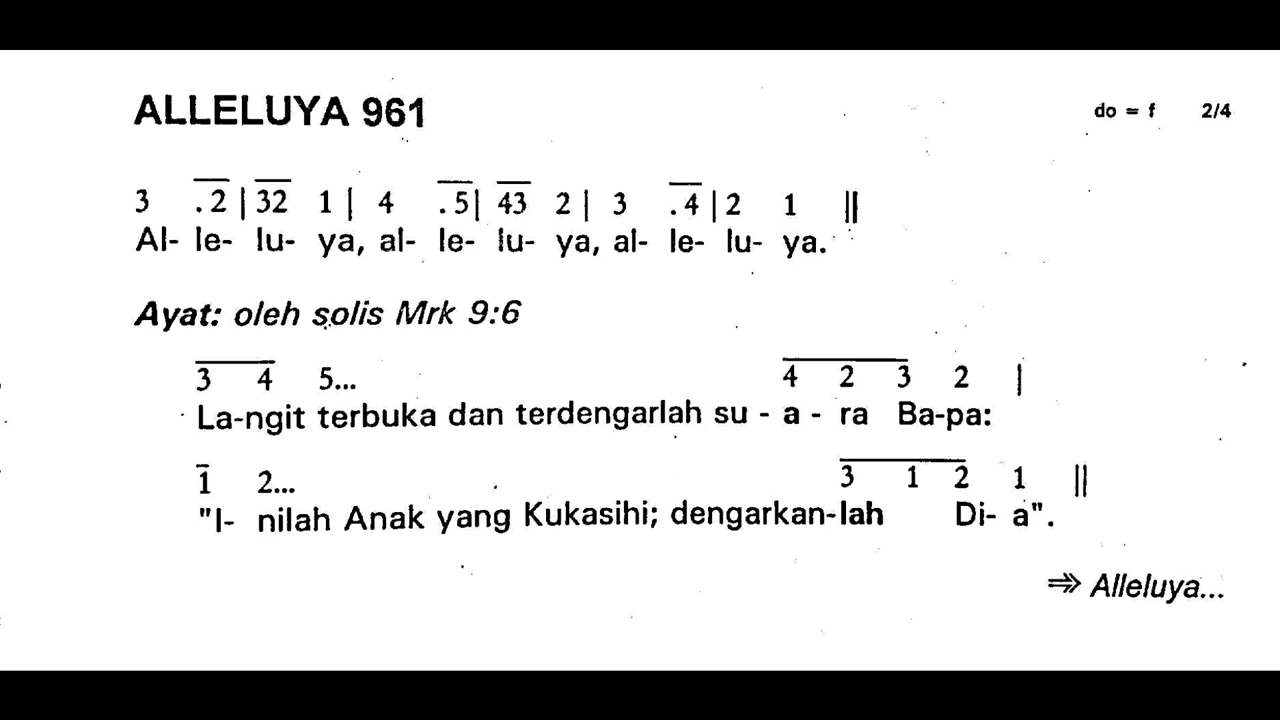 ALLELUYA 961 do = f 2/4
3 .2 | 32 1 | 4 .5 | 43 2 | 3 .4 | 2 1 ||
Al- le- lu- ya, al- le- lu- ya, al- le- lu- ya.
Ayat: oleh solis Mrk 9:6
3 4 5... 4 2 3 2 |
La-ngit terbuka dan terdengarlah su - a - ra Ba-pa:
1 2... 3 1 2 1 ||
"I- nilah Anak yang Kukasihi; dengarkan-lah Di- a".
⇒ Alleluya...